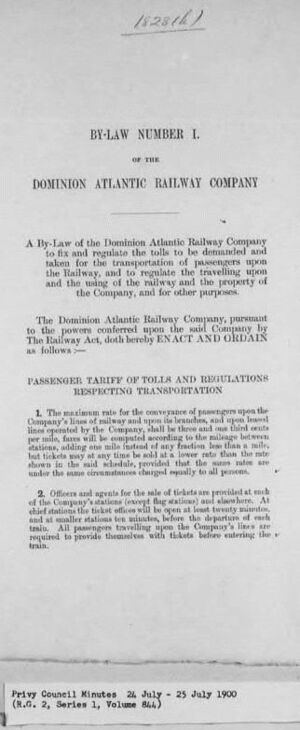 1828(h)
BY-LAW NUMBER I.
OF THE
DOMINION ATLANTIC RAILWAY COMPANY
A By-Law of the Dominion Atlantic Railway Company
to fix and regulate the tolls to be demanded and
taken for the transportation of passengers upon
the Railway, and to regulate the travelling upon
and the using of the railway and the property of
the Company, and for other purposes.
The Dominion Atlantic Railway Company, pursuant
to the powers conferred upon the said Company by
The Railway Act, doth hereby ENACT AND ORDAIN
as follows:—
PASSENGER TARIFF OF TOLLS AND REGULATIONS
RESPECTING TRANSPORTATION
1. The maximum rate for the conveyance of passengers upon the
Company's lines of railway and upon its branches, and upon leased
lines operated by the Company, shall be three and one third cents
per mile, fares will be computed according to the mileage between
stations, adding one mile instead of any fraction less than a mile,
but tickets may at any time be sold at a lower rate than the rate
shown in the said schedule, provided that the same rates are
under the same circumstances charged equally to all persons.
2. Officers and agents for the sale of tickets are provided at each
of the Company's stations (except flag stations) and elsewhere. At
chief stations the ticket offices will be open at least twenty minutes,
and at smaller stations ten minutes, before the departure of each
train. All passengers travelling upon the Company's lines are
required to provide themselves with tickets before entering the
train.
Privy Council Minutes 24 July - 25 July 1900
(R.G. 2, Series 1, Volume 844)